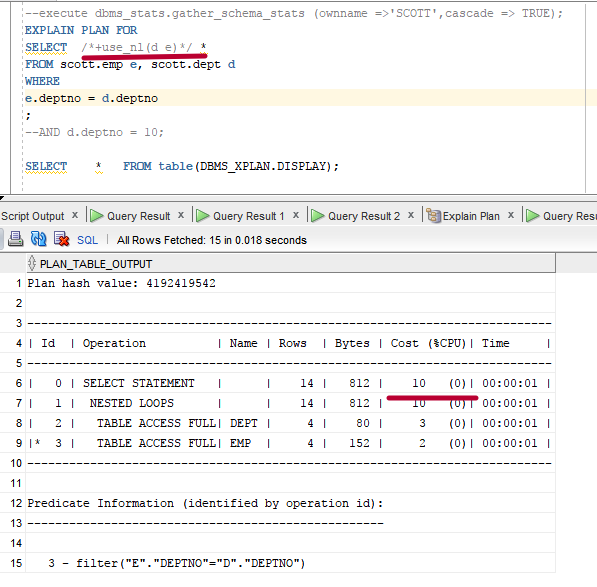 --execute dbms_stats.gather_schema_stats (ownname =>'SCOTT',cascade => TRUE);
EXPLAIN PLAN FOR
SELECT  /*+use_nl(d e)*/ *
FROM scott.emp e, scott.dept d
WHERE
e.deptno = d.deptno
;
--AND d.deptno = 10;
SELECT    *   FROM table(DBMS_XPLAN.DISPLAY);
Script Output x Query Result x Query Result 1 x Query Result 2 x Explain Plan x Query Resu
SQL | All Rows Fetched: 15 in 0.018 seconds
PLAN_TABLE_OUTPUT
1 Plan hash value: 4192419542
2
3 ---------------------------------------------------------------------------
4 | Id  | Operation          | Name | Rows  | Bytes | Cost (%CPU)| Time     |
5 ---------------------------------------------------------------------------
6 |   0 | SELECT STATEMENT   |      |    14 |   812 |    10   (0)| 00:00:01 |
7 |   1 |  NESTED LOOPS      |      |    14 |   812 |    10   (0)| 00:00:01 |
8 |   2 |   TABLE ACCESS FULL| DEPT |     4 |    80 |     3   (0)| 00:00:01 |
9 |*  3 |   TABLE ACCESS FULL| EMP  |     4 |   152 |     2   (0)| 00:00:01 |
10 ---------------------------------------------------------------------------
11
12 Predicate Information (identified by operation id):
13 ---------------------------------------------------
14
15    3 - filter("E"."DEPTNO"="D"."DEPTNO")